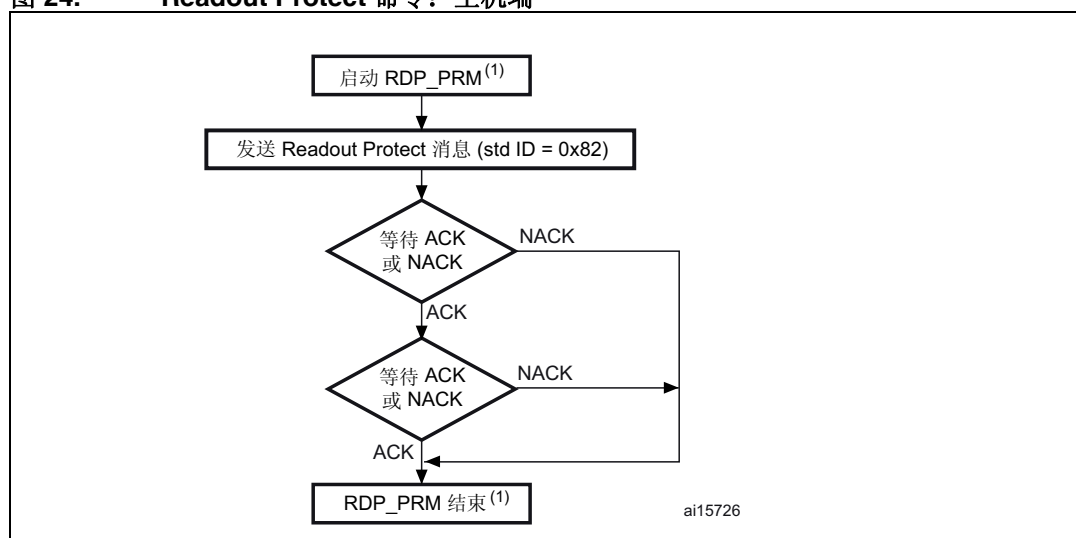 图 24. Readout Protect 命令：主机端
启动 RDP_PRM(1)
发送 Readout Protect 消息 (std ID = 0x82)
等待 ACK
或 NACK
NACK
ACK
等待 ACK
或 NACK
NACK
ACK
RDP_PRM 结束(1)
ai15726